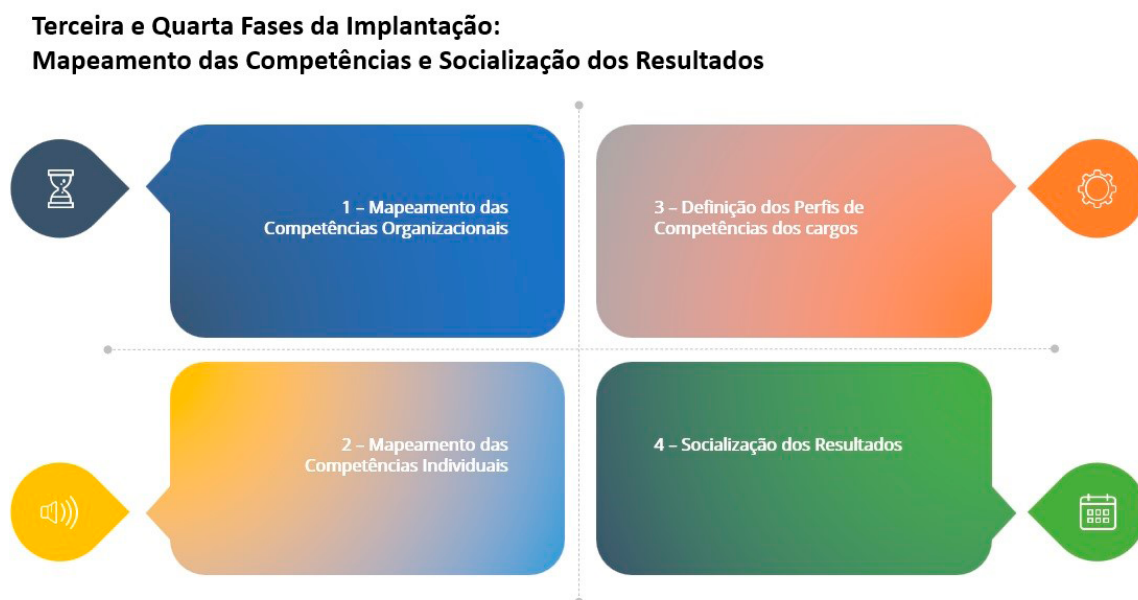 Terceira e Quarta Fases da Implantação:
Mapeamento das Competências e Socialização dos Resultados
1 – Mapeamento das
Competências Organizacionais
2 – Mapeamento das
Competências Individuais
3 – Definição dos Perfis de
Competências dos cargos
4 – Socialização dos Resultados